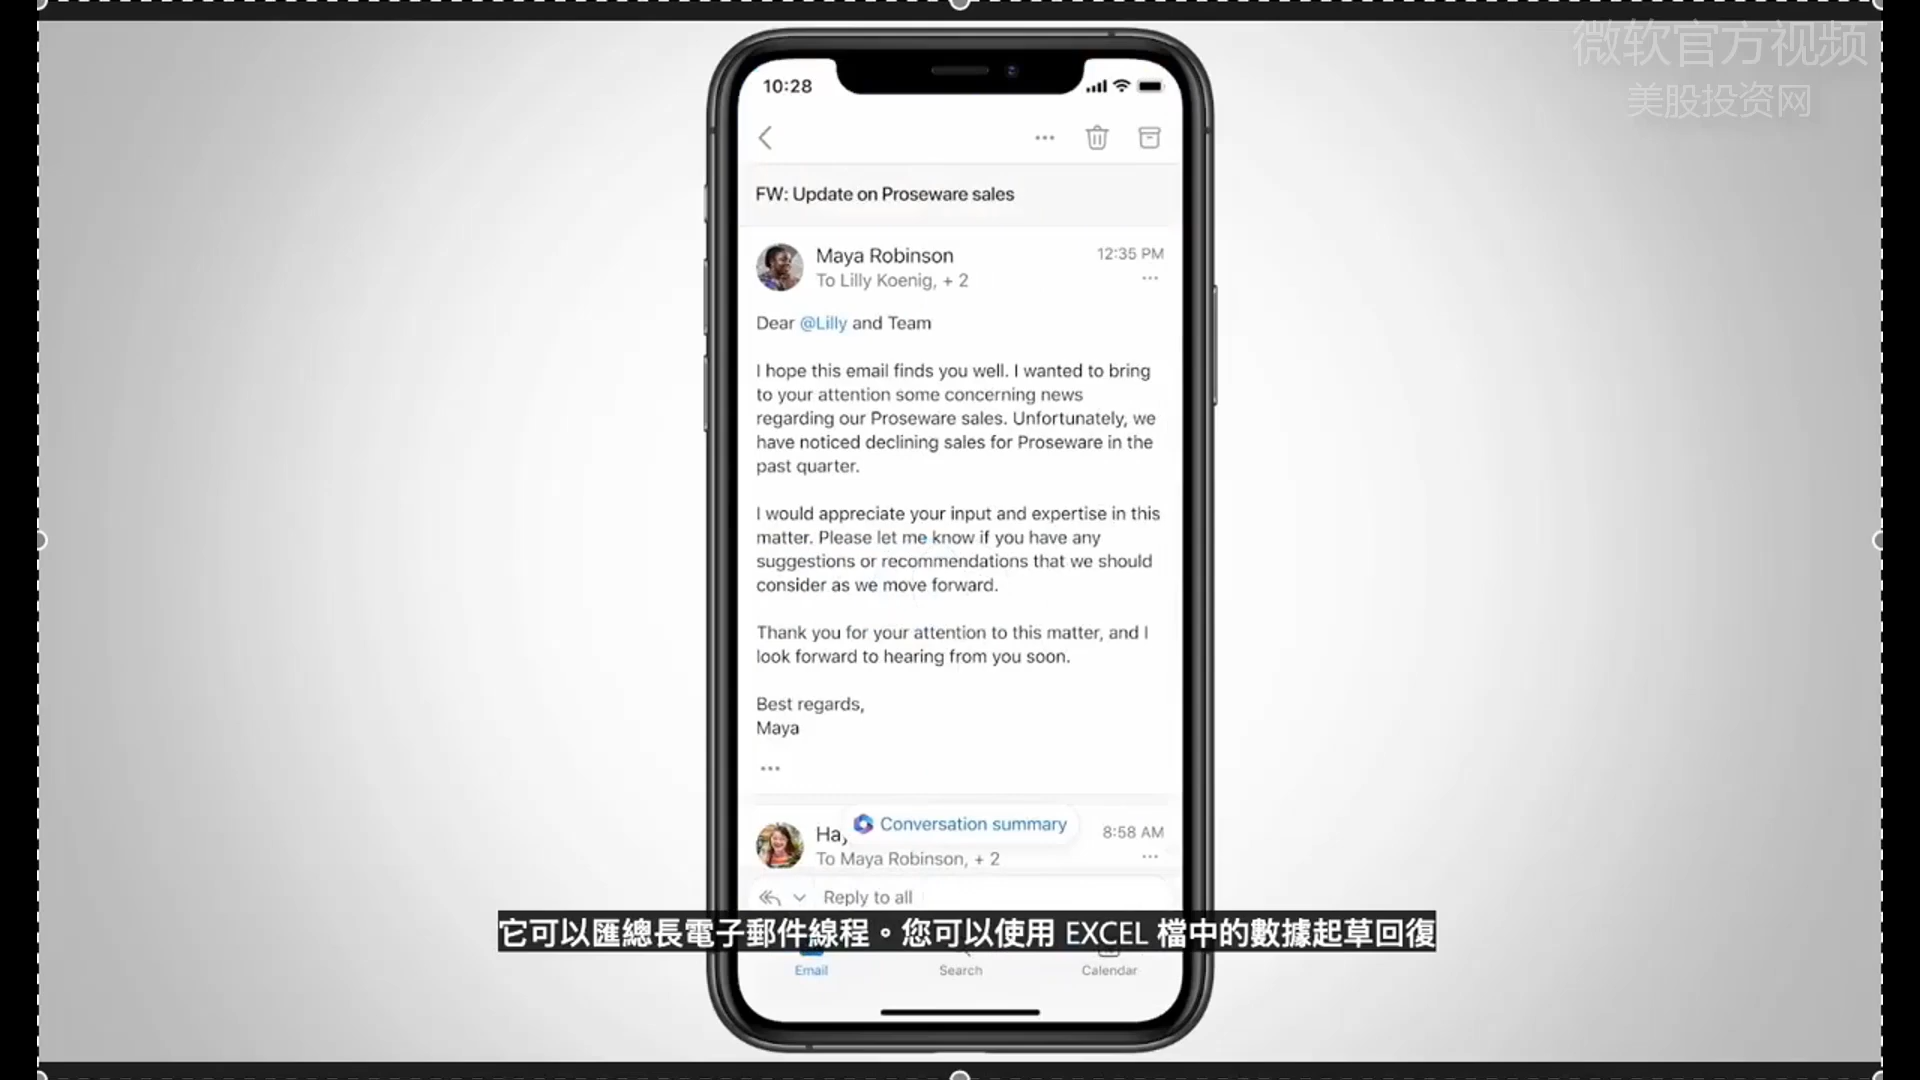 微软官方视频
美股投资网
10:28
FW: Update on Proseware sales
Maya Robinson
12:35 PM
To Lilly Koenig, + 2
Dear @Lilly and Team
I hope this email finds you well. I wanted to bring
to your attention some concerning news
regarding our Proseware sales. Unfortunately, we
have noticed declining sales for Proseware in the
past quarter.
I would appreciate your input and expertise in this
matter. Please let me know if you have any
suggestions or recommendations that we should
consider as we move forward.
Thank you for your attention to this matter, and I
look forward to hearing from you soon.
Best regards,
Maya
Conversation summary
8:58 AM
To Maya Robinson, + 2
Reply to all
它可以匯總長電子郵件線程。您可以使用 EXCEL 檔中的數據起草回復
Email
Search
Calendar